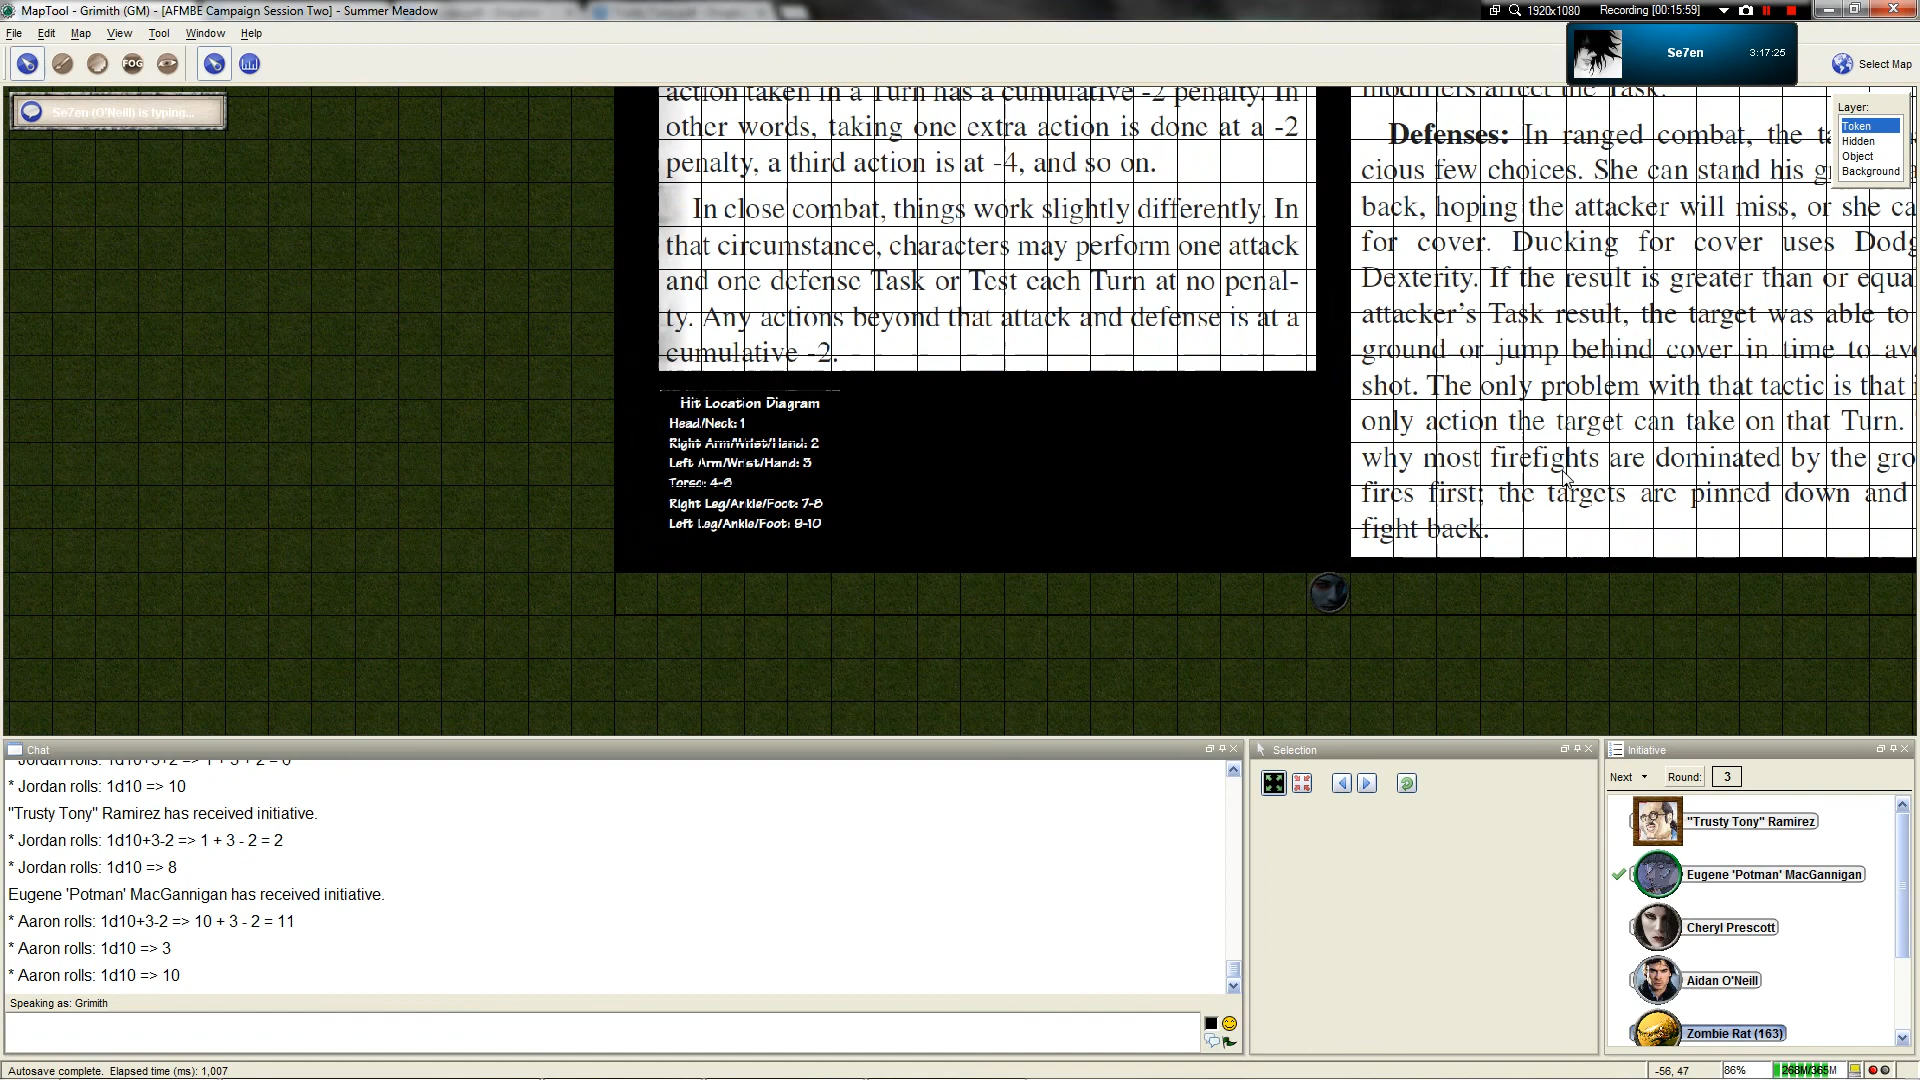 MapTool - Grimith (GM) - [AFMBE Campaign Session Two] - Summer Meadow
1920x1080
Recording [00:15:59]
File Edit Map View Tool Window Help
FOG
Se7en
3:17:25
Select Map
Se7en (O'Neill) is typing...
Layer:
Token
Hidden
Object
Background
action taken in a Turn has a cumulative -2 penalty. In
other words, taking one extra action is done at a -2
penalty, a third action is at -4, and so on.
In close combat, things work slightly differently. In
that circumstance, characters may perform one attack
and one defense Task or Test each Turn at no penal-
ty. Any actions beyond that attack and defense is at a
cumulative -2.
Hit Location Diagram
Head/Neck: 1
Right Arm/Wrist/Hand: 2
Left Arm/Wrist/Hand: 3
Torso: 4-6
Right Leg/Ankle/Foot: 7-8
Left Leg/Ankle/Foot: 9-10
modifiers affect the Task.
Defenses: In ranged combat, the
cious few choices. She can stand his
back, hoping the attacker will miss, or she
for cover. Ducking for cover uses
Dexterity. If the result is greater than or
attacker's Task result, the target was able to
ground or jump behind cover in time to
shot. The only problem with that tactic is that
only action the target can take on that Turn.
why most firefights are dominated by the
fires first; the targets are pinned down and
fight back.
Chat
* Jordan rolls: 1d10 => 10
"Trusty Tony" Ramirez has received initiative.
* Jordan rolls: 1d10+3-2 => 1 + 3 - 2 = 2
* Jordan rolls: 1d10 => 8
Eugene 'Potman' MacGannigan has received initiative.
* Aaron rolls: 1d10+3-2 => 10 + 3 - 2 = 11
* Aaron rolls: 1d10 => 3
* Aaron rolls: 1d10 => 10
Speaking as: Grimith
Selection
Initiative
Next Round: 3
"Trusty Tony" Ramirez
Eugene 'Potman' MacGannigan
Cheryl Prescott
Aidan O'Neill
Zombie Rat (163)
Autosave complete. Elapsed time (ms): 1,007
-56, 47
86%
268M/365M